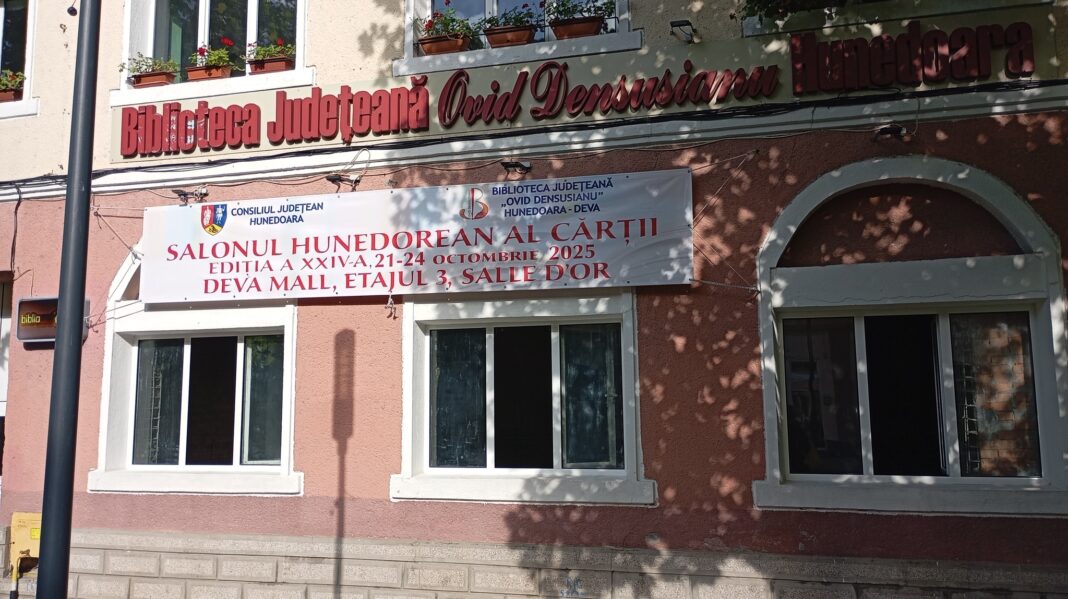 Biblioteca Judeţeană Ovid Densusianu Hunedoara
CONSILIUL JUDEȚEAN
HUNEDOARA
BIBLIOTECA JUDEȚEANĂ
„OVID DENSUSIANU”
HUNEDOARA - DEVA
SALONUL HUNEDOREAN AL CĂRȚII
EDIȚIA A XXIV-A, 21-24 OCTOMBRIE 2025
DEVA MALL, ETAJUL 3, SALLE D'OR
biblio